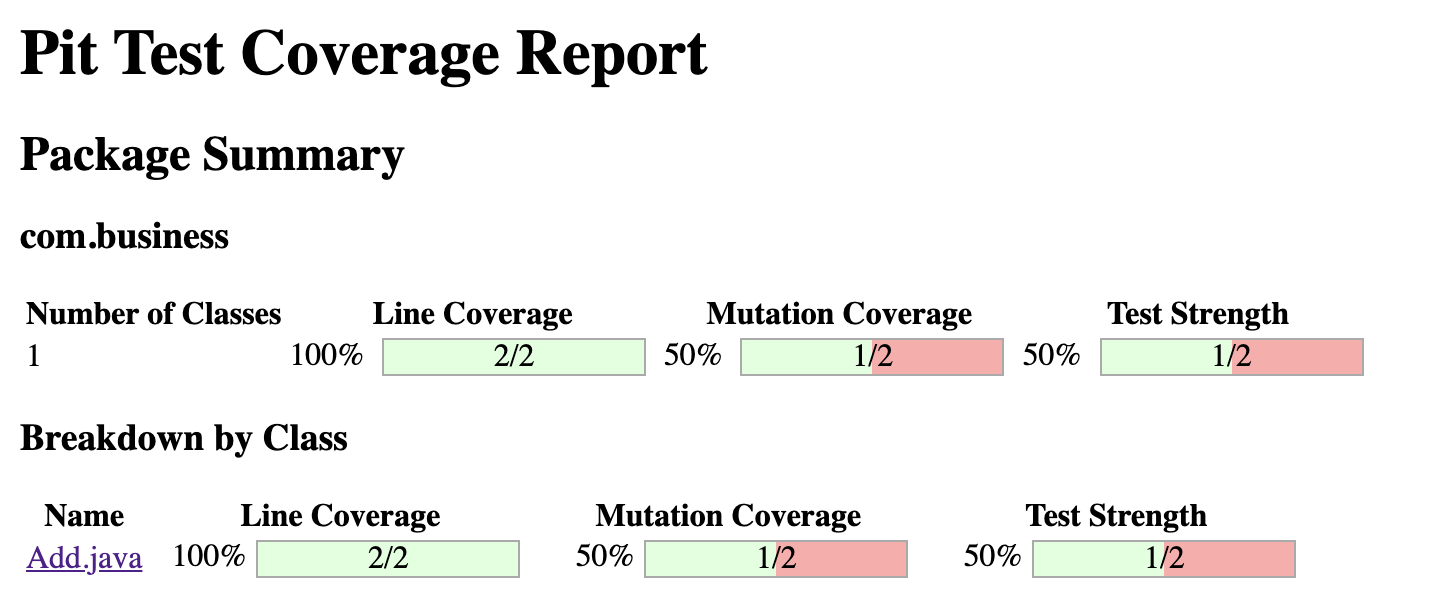 Pit Test Coverage Report
Package Summary
com.business
Number of Classes Line Coverage Mutation Coverage Test Strength
1 100% 2/2 50% 1/2 50% 1/2
Breakdown by Class
Name Line Coverage Mutation Coverage Test Strength
Add.java 100% 2/2 50% 1/2 50% 1/2